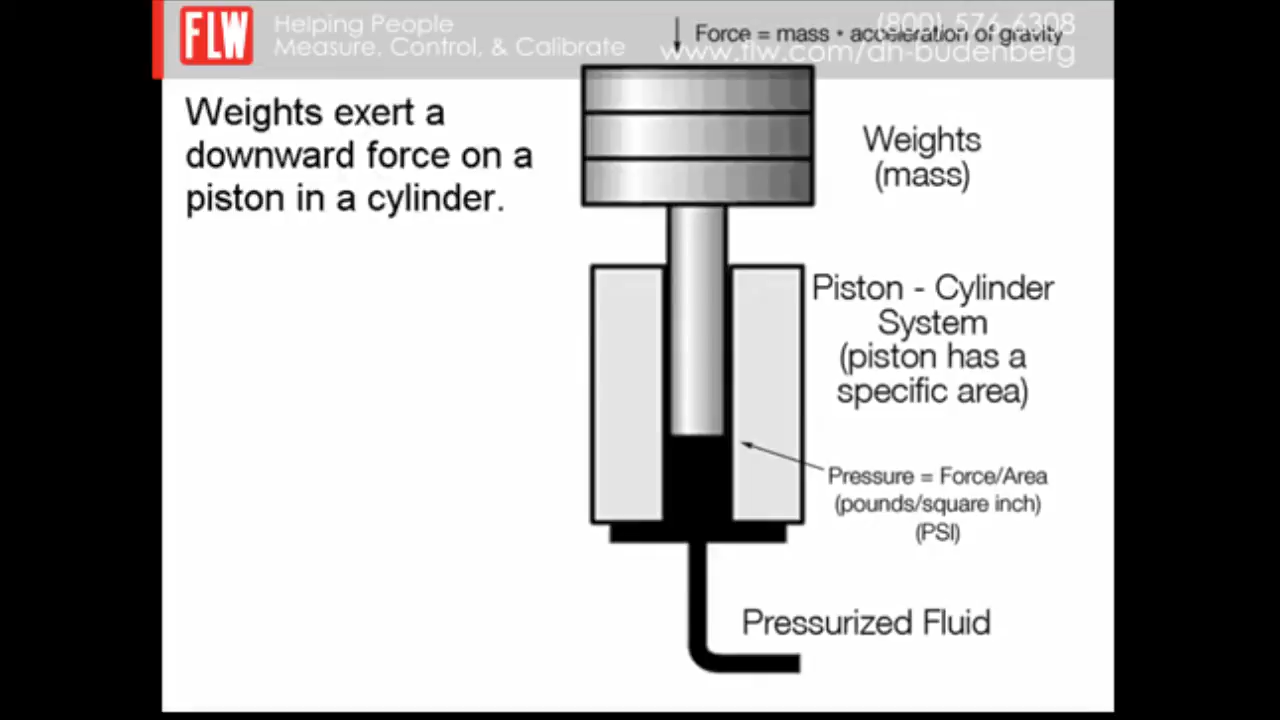 FLW
Helping People
Measure, Control, & Calibrate
(800) 576-6308
www.flw.com/dh-budenberg
Force = mass • acceleration of gravity
Weights exert a
downward force on a
piston in a cylinder.
Weights
(mass)
Piston - Cylinder
System
(piston has a
specific area)
Pressure = Force/Area
(pounds/square inch)
(PSI)
Pressurized Fluid